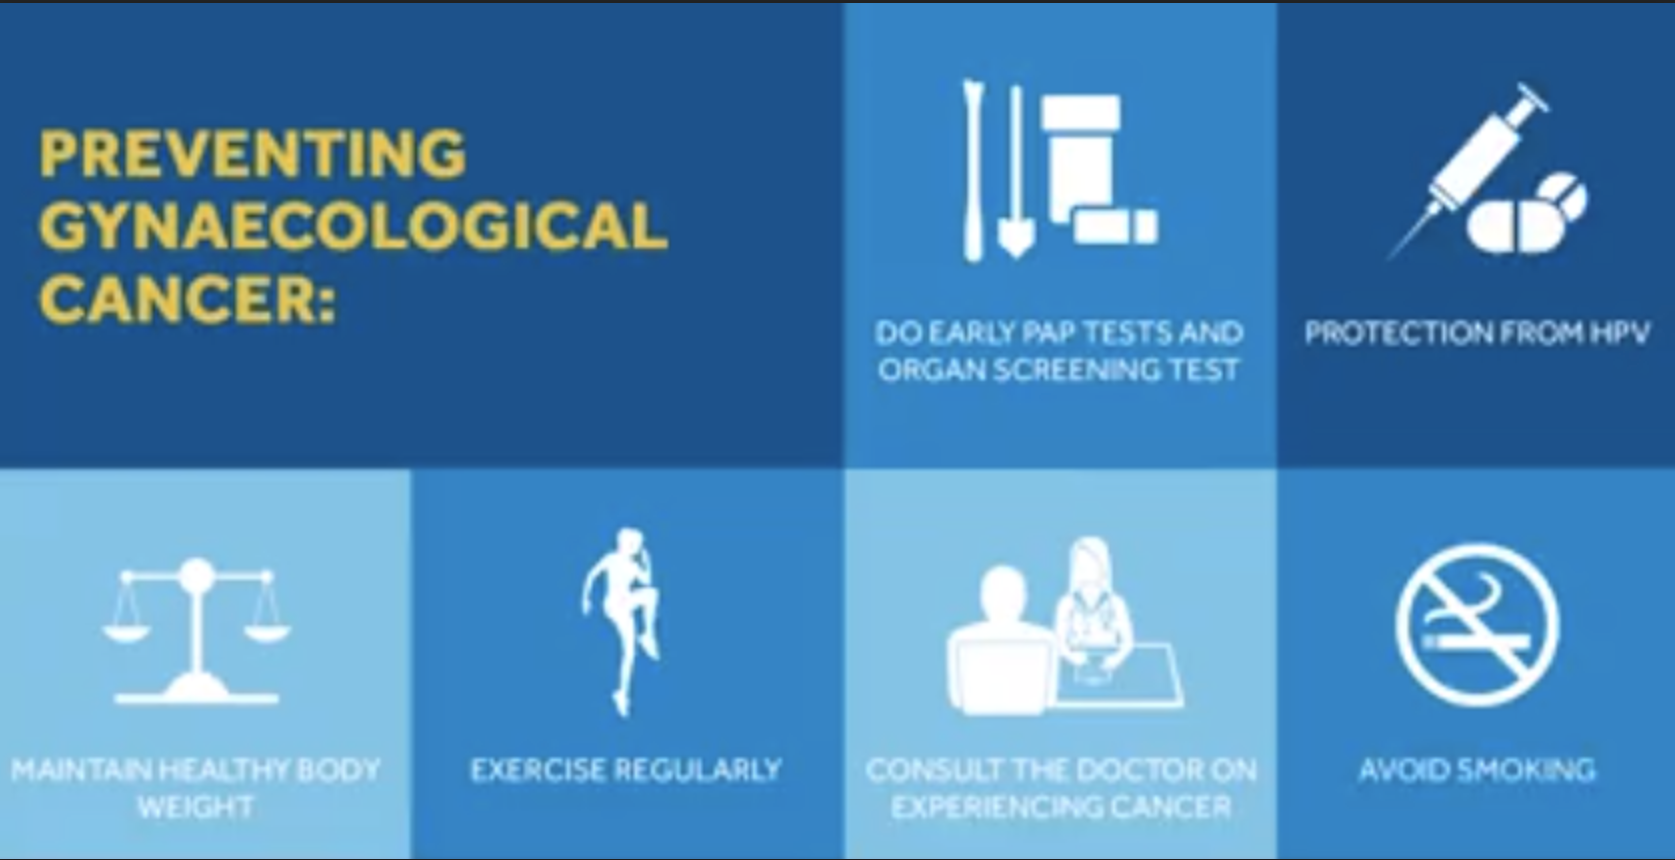 PREVENTING
GYNAECOLOGICAL
CANCER:
DO EARLY PAP TESTS AND
ORGAN SCREENING TEST
PROTECTION FROM HPV
MAINTAIN HEALTHY BODY
WEIGHT
EXERCISE REGULARLY
CONSULT THE DOCTOR ON
EXPERIENCING CANCER
AVOID SMOKING